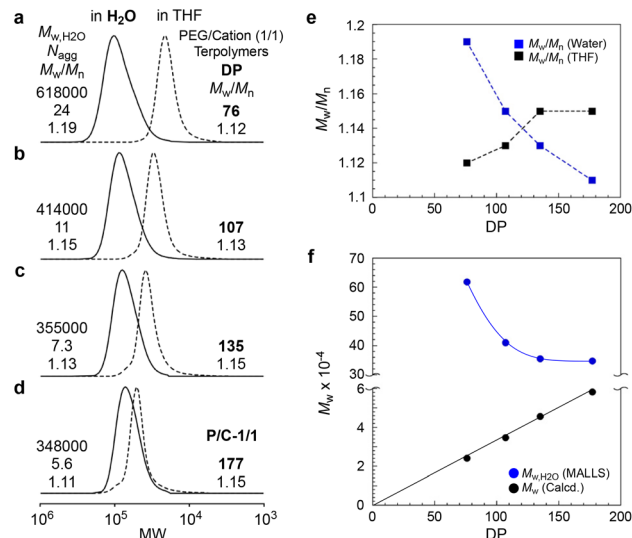 a in H2O in THF
Mw,H2O PEG/Cation (1/1)
Nagg Terpolymers
Mw/Mn DP
618000 Mw/Mn
24 76
1.19 1.12
b
414000
11 107
1.15 1.13
c
355000
7.3 135
1.13 1.15
d
348000 P/C-1/1
5.6 177
1.11 1.15
10^6 10^5 10^4 10^3
MW
e
1.2
1.18
1.16
1.14
1.12
1.1
Mw/Mn
Mw/Mn (Water)
Mw/Mn (THF)
0 50 100 150 200
DP
f
70
60
50
40
30
6
4
2
0
Mw x 10^-4
Mw,H2O (MALLS)
Mw (Calcd.)
0 50 100 150 200
DP